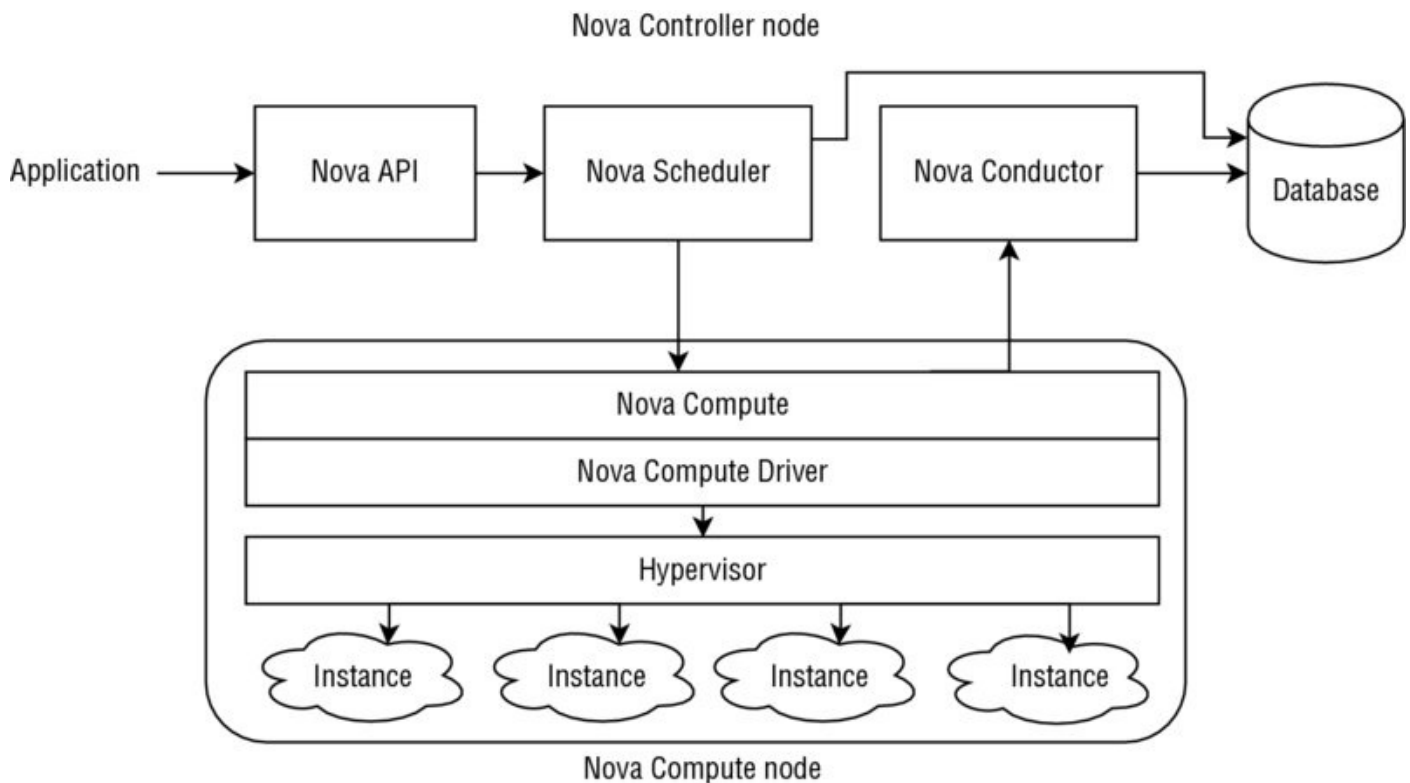 Nova Controller node
Application
Nova API
Nova Scheduler
Nova Conductor
Database
Nova Compute
Nova Compute Driver
Hypervisor
Instance
Instance
Instance
Instance
Nova Compute node